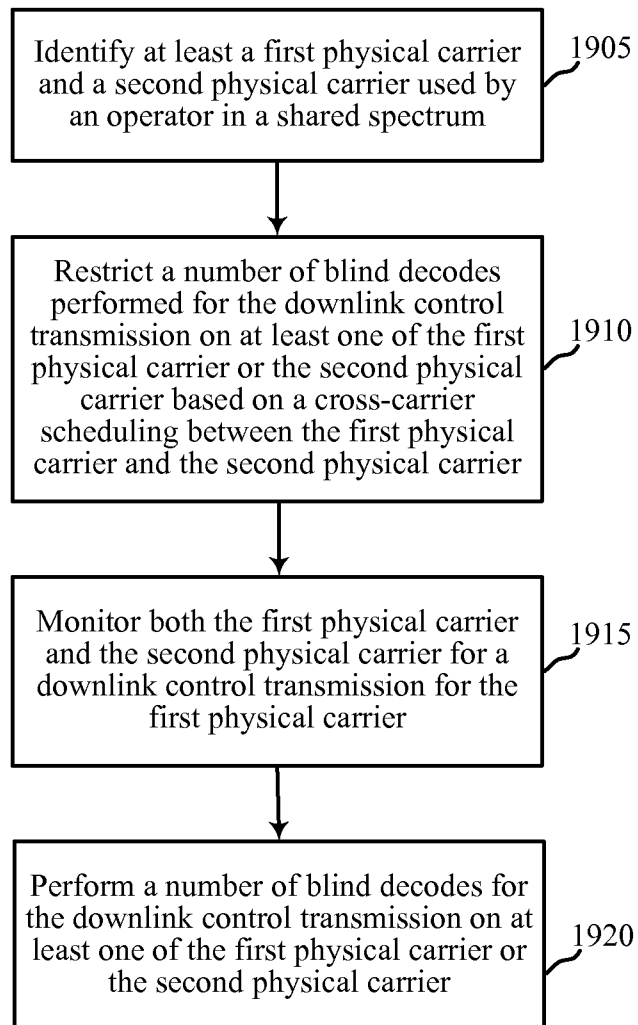 Identify at least a first physical carrier
and a second physical carrier used by
an operator in a shared spectrum
1905
Restrict a number of blind decodes
performed for the downlink control
transmission on at least one of the first
physical carrier or the second physical
carrier based on a cross-carrier
scheduling between the first physical
carrier and the second physical carrier
1910
Monitor both the first physical carrier
and the second physical carrier for a
downlink control transmission for the
first physical carrier
1915
Perform a number of blind decodes for
the downlink control transmission on at
least one of the first physical carrier or
the second physical carrier
1920